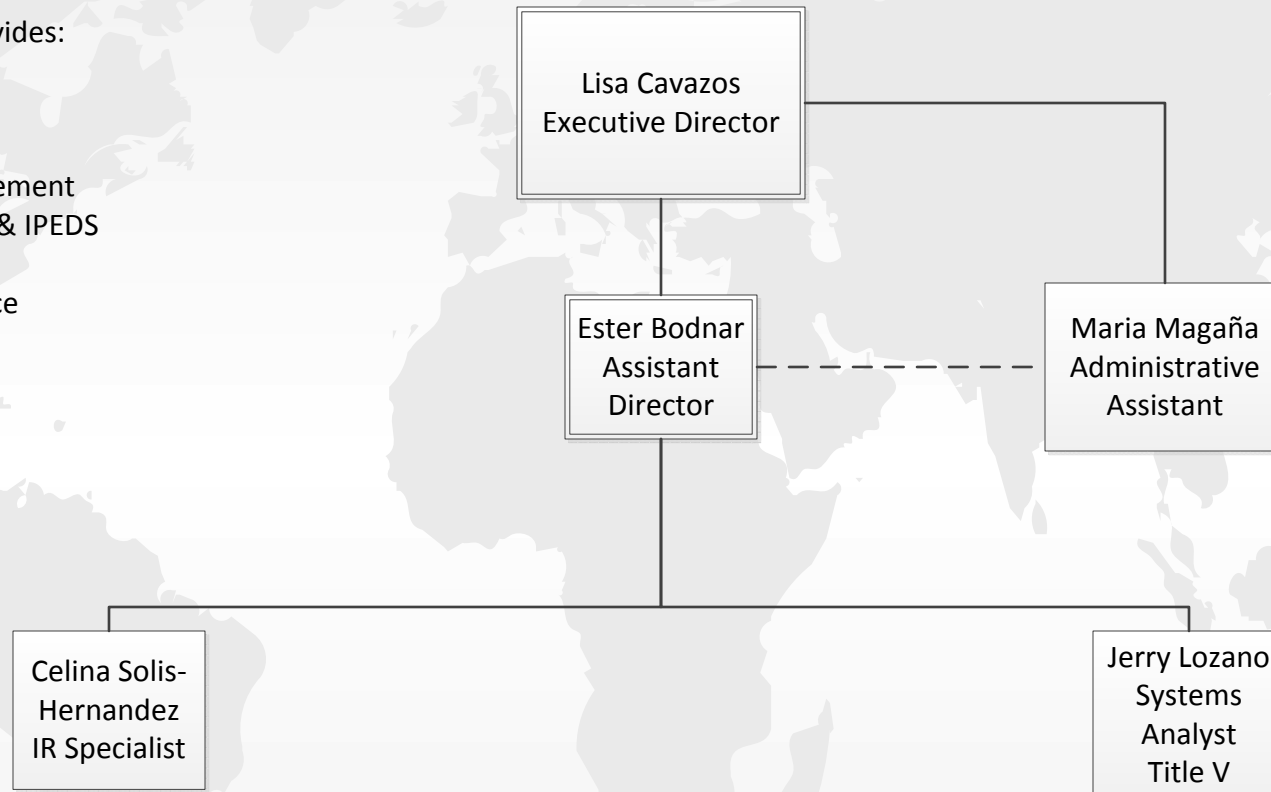 vides:
ement
& IPEDS
ce
Lisa Cavazos
Executive Director
Ester Bodnar
Assistant
Director
Maria Magaña
Administrative
Assistant
Celina Solis-
Hernandez
IR Specialist
Jerry Lozano
Systems
Analyst
Title V